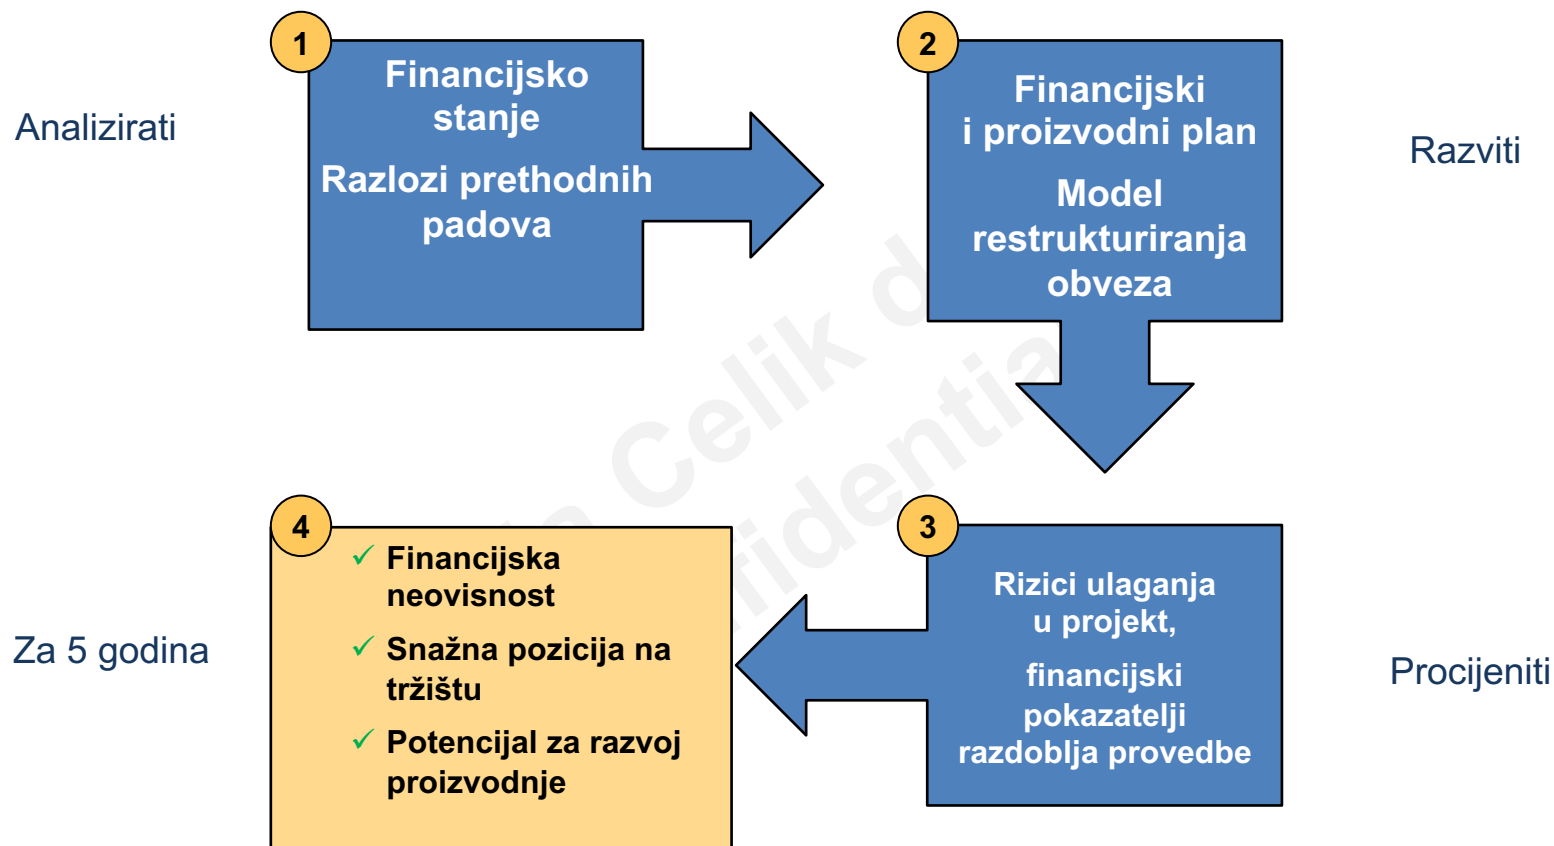 1
Financijsko
stanje
Razlozi prethodnih
padova
Analizirati
2
Financijski
i proizvodni plan
Model
restrukturiranja
obveza
Razviti
3
Rizici ulaganja
u projekt,
financijski
pokazatelji
razdoblja provedbe
Procijeniti
4
✓ Financijska
neovisnost
✓ Snažna pozicija na
tržištu
✓ Potencijal za razvoj
proizvodnje
Za 5 godina
Celik d